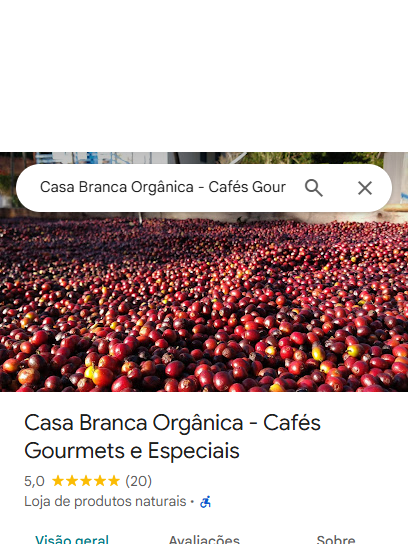 Casa Branca Orgânica - Cafés Gour
Casa Branca Orgânica - Cafés
Gourmets e Especiais
5,0 (20)
Loja de produtos naturais ·
Visão geral Avaliações Sobre